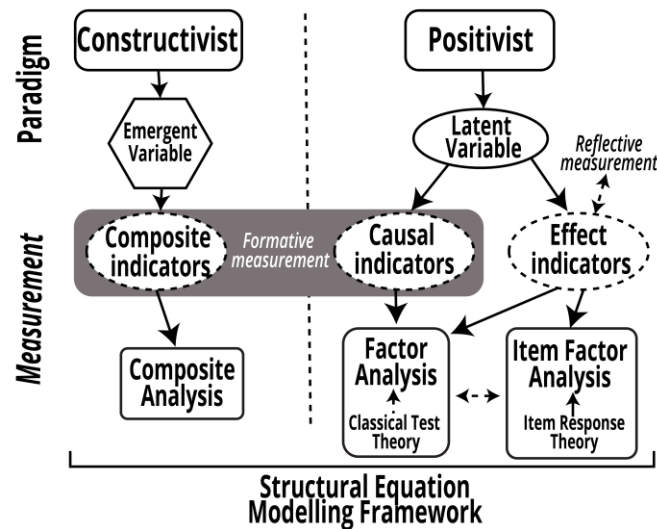 Paradigm
Constructivist
Positivist
Emergent
Variable
Latent
Variable
Reflective
measurement
Measurement
Composite
indicators
Formative
measurement
Causal
indicators
Effect
indicators
Composite
Analysis
Factor
Analysis
Classical Test
Theory
Item Factor
Analysis
Item Response
Theory
Structural Equation
Modelling Framework